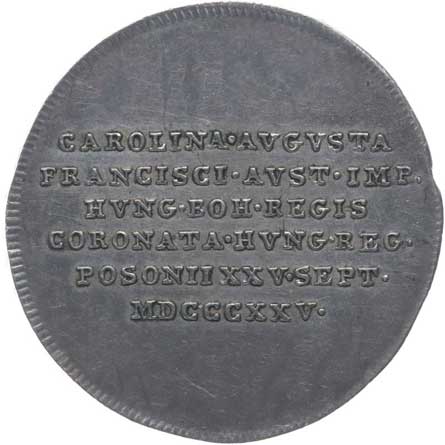 CAROLINA·AVGVSTA
FRANCISCI·AVST·IMP.
HVNG·BOH·REGIS
CORONATA·HVNG·REG.
POSONII XXV·SEPT·
MDCCCXXV·